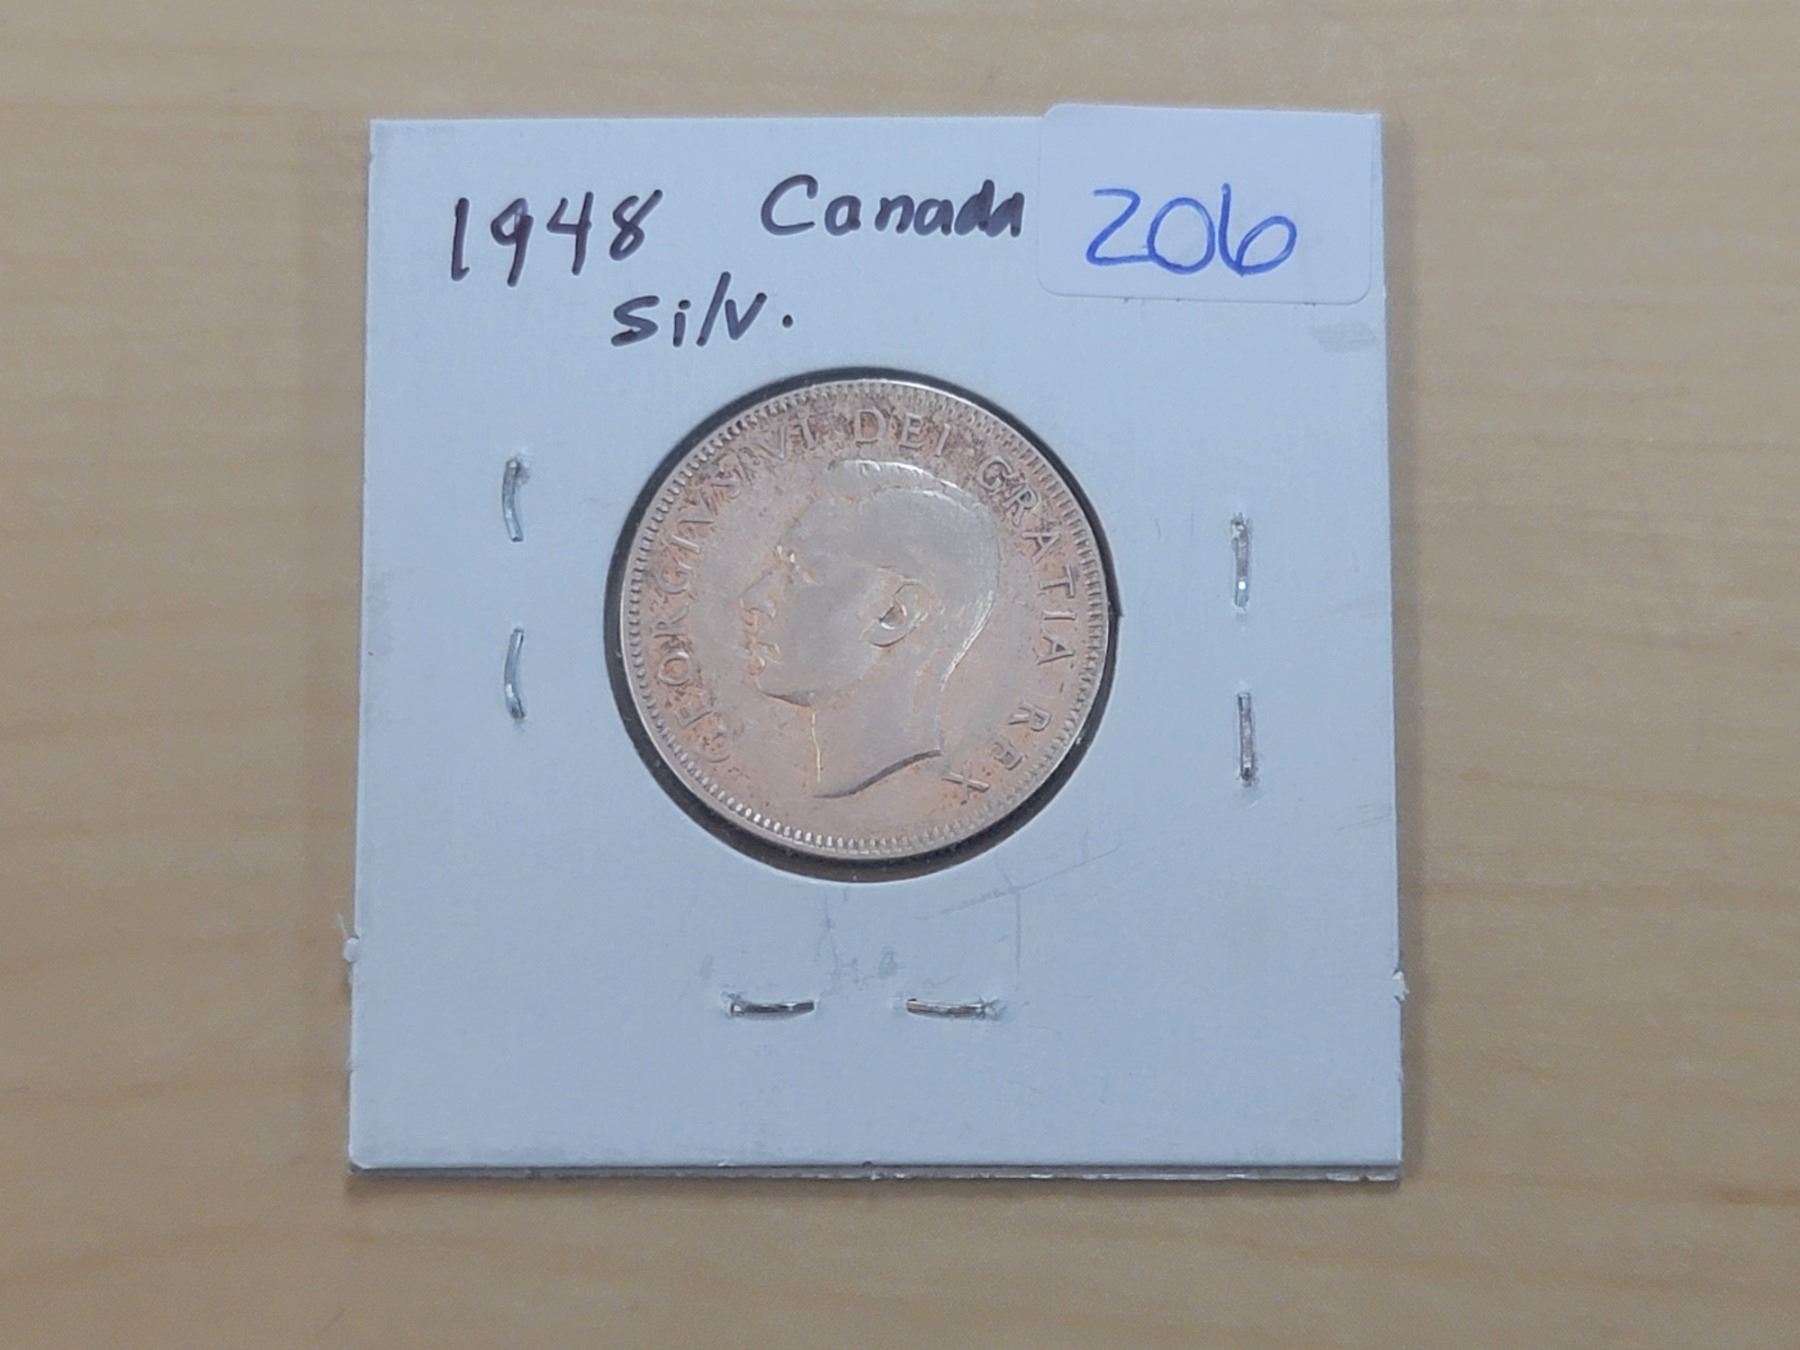 1948 Canada 206
silv.
GEORGIVS VI DEI GRATIA REX